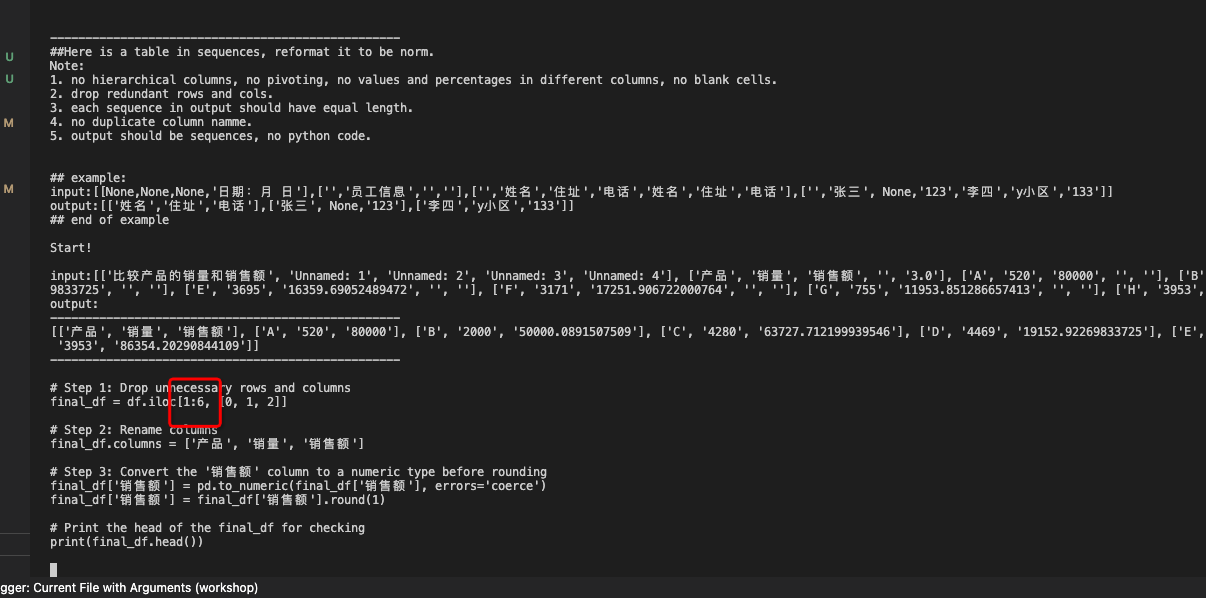 --------------------------------------------------
##Here is a table in sequences, reformat it to be norm.
U
Note:
U
1. no hierarchical columns, no pivoting, no values and percentages in different columns, no blank cells.
2. drop redundant rows and cols.
3. each sequence in output should have equal length.
M
4. no duplicate column namme.
5. output should be sequences, no python code.
## example:
M
input:[[None,None,None,'日期: 月 日'],['','员工信息','',''],['','姓名','住址','电话','姓名','住址','电话'],['','张三', None,'123','李四','y小区','133']]
output:[['姓名','住址','电话'],['张三', None,'123'],['李四','y小区','133']]
## end of example
Start!
input:[['比较产品的销量和销售额', 'Unnamed: 1', 'Unnamed: 2', 'Unnamed: 3', 'Unnamed: 4'], ['产品', '销量', '销售额', '', '3.0'], ['A', '520', '80000', '', ''], ['B'
9833725', '', ''], ['E', '3695', '16359.69052489472', '', ''], ['F', '3171', '17251.906722000764', '', ''], ['G', '755', '11953.851286657413', '', ''], ['H', '3953',
output:
--------------------------------------------------
[['产品', '销量', '销售额'], ['A', '520', '80000'], ['B', '2000', '50000.0891507509'], ['C', '4280', '63727.712199939546'], ['D', '4469', '19152.92269833725'], ['E',
'3953', '86354.20290844109']]
--------------------------------------------------
# Step 1: Drop unnecessary rows and columns
final_df = df.iloc[1:6, [0, 1, 2]]
# Step 2: Rename columns
final_df.columns = ['产品', '销量', '销售额']
# Step 3: Convert the '销售额' column to a numeric type before rounding
final_df['销售额'] = pd.to_numeric(final_df['销售额'], errors='coerce')
final_df['销售额'] = final_df['销售额'].round(1)
# Print the head of the final_df for checking
print(final_df.head())
gger: Current File with Arguments (workshop)